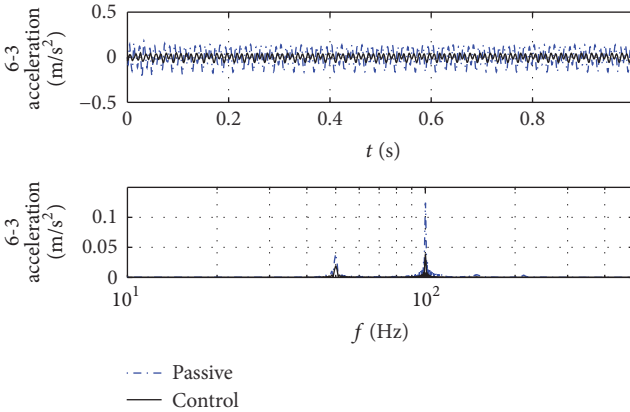 6-3
acceleration
(m/s²)
0.5
0
−0.5
0 0.2 0.4 0.6 0.8
t (s)
6-3
acceleration
(m/s²)
0.1
0.05
0
10¹ 10²
f (Hz)
Passive
Control